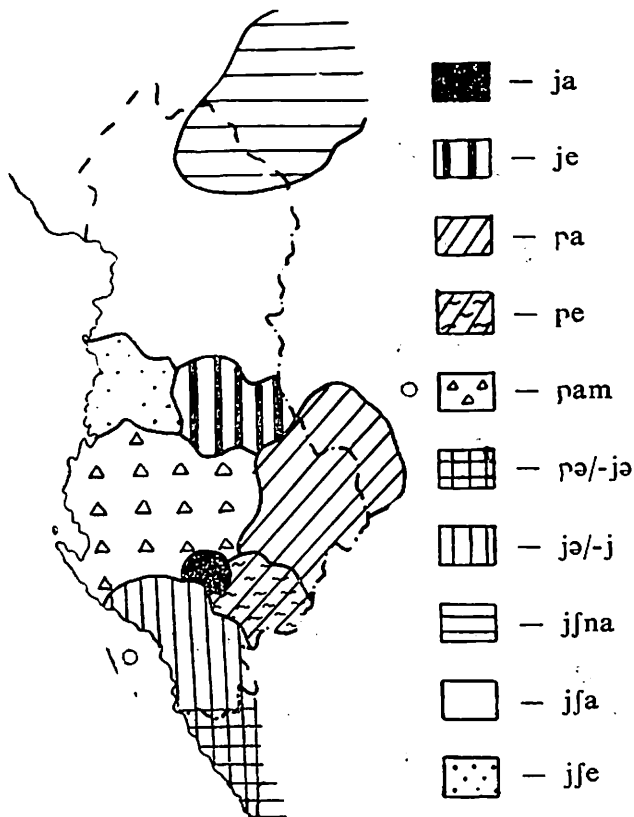 — ja
— je
— ɲa
— ɲe
— ɲam
— ɲə/-jə
— jə/-j
— jʃna
— jʃa
— jʃe